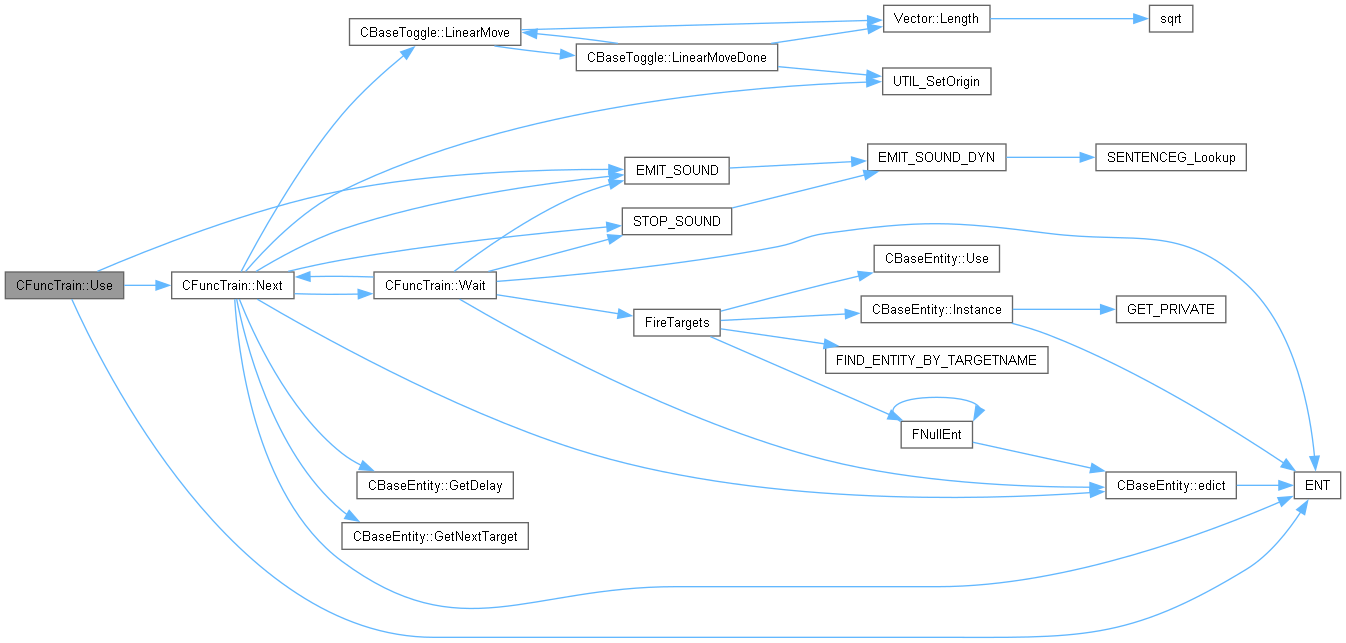 CBaseToggle::LinearMove
Vector::Length
sqrt
CBaseToggle::LinearMoveDone
UTIL_SetOrigin
EMIT_SOUND
EMIT_SOUND_DYN
SENTENCEG_Lookup
STOP_SOUND
CBaseEntity::Use
CFuncTrain::Use
CFuncTrain::Next
CFuncTrain::Wait
FireTargets
CBaseEntity::Instance
GET_PRIVATE
FIND_ENTITY_BY_TARGETNAME
FNullEnt
CBaseEntity::GetDelay
CBaseEntity::edict
ENT
CBaseEntity::GetNextTarget